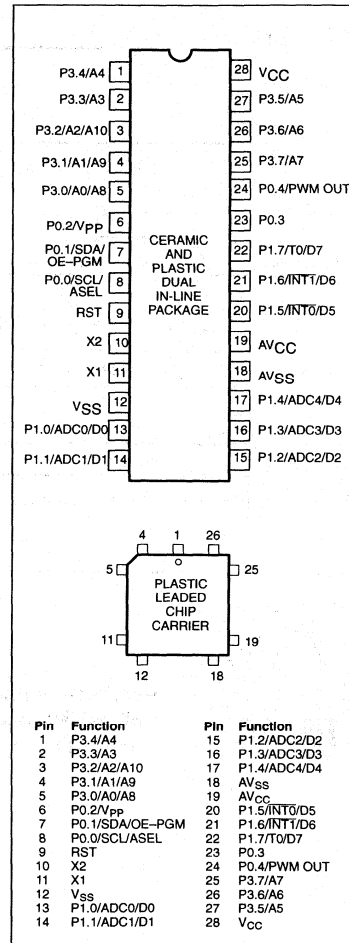 P3.4/A4 1 28 VCC
P3.3/A3 2 27 P3.5/A5
P3.2/A2/A10 3 26 P3.6/A6
P3.1/A1/A9 4 25 P3.7/A7
P3.0/A0/A8 5 24 P0.4/PWM OUT
P0.2/VPP 6 23 P0.3
P0.1/SDA/
OE-PGM 7 22 P1.7/T0/D7
P0.0/SCL/
ASEL 8 21 P1.6/INT1/D6
RST 9 20 P1.5/INT0/D5
X2 10 19 AVCC
X1 11 18 AVSS
VSS 12 17 P1.4/ADC4/D4
P1.0/ADC0/D0 13 16 P1.3/ADC3/D3
P1.1/ADC1/D1 14 15 P1.2/ADC2/D2
CERAMIC
AND
PLASTIC
DUAL
IN-LINE
PACKAGE
4 1 26
5 25
PLASTIC
LEADED
CHIP
CARRIER
11 19
12 18
Pin Function
1 P3.4/A4
2 P3.3/A3
3 P3.2/A2/A10
4 P3.1/A1/A9
5 P3.0/A0/A8
6 P0.2/VPP
7 P0.1/SDA/OE–PGM
8 P0.0/SCL/ASEL
9 RST
10 X2
11 X1
12 VSS
13 P1.0/ADC0/D0
14 P1.1/ADC1/D1
Pin Function
15 P1.2/ADC2/D2
16 P1.3/ADC3/D3
17 P1.4/ADC4/D4
18 AVSS
19 AVCC
20 P1.5/INT0/D5
21 P1.6/INT1/D6
22 P1.7/T0/D7
23 P0.3
24 P0.4/PWM OUT
25 P3.7/A7
26 P3.6/A6
27 P3.5/A5
28 VCC